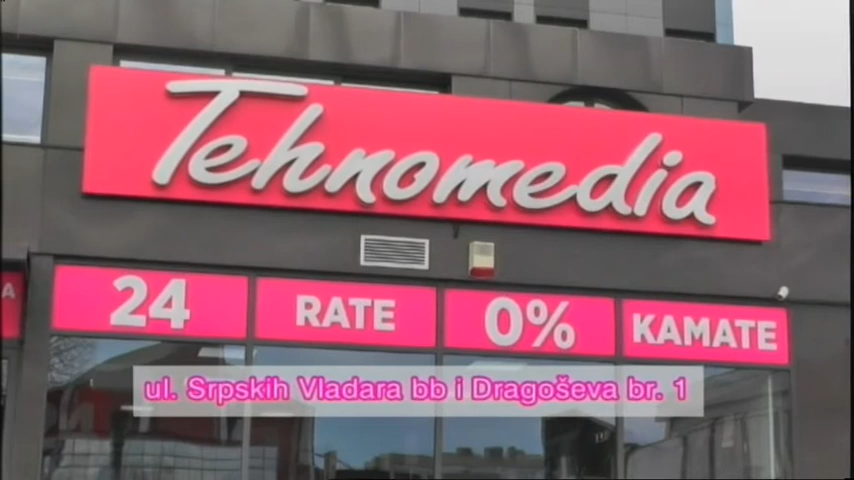 Tehnomedia
A
24 RATE 0% KAMATE
ul. Srpskih Vladara bb i Dragoševa br. 1